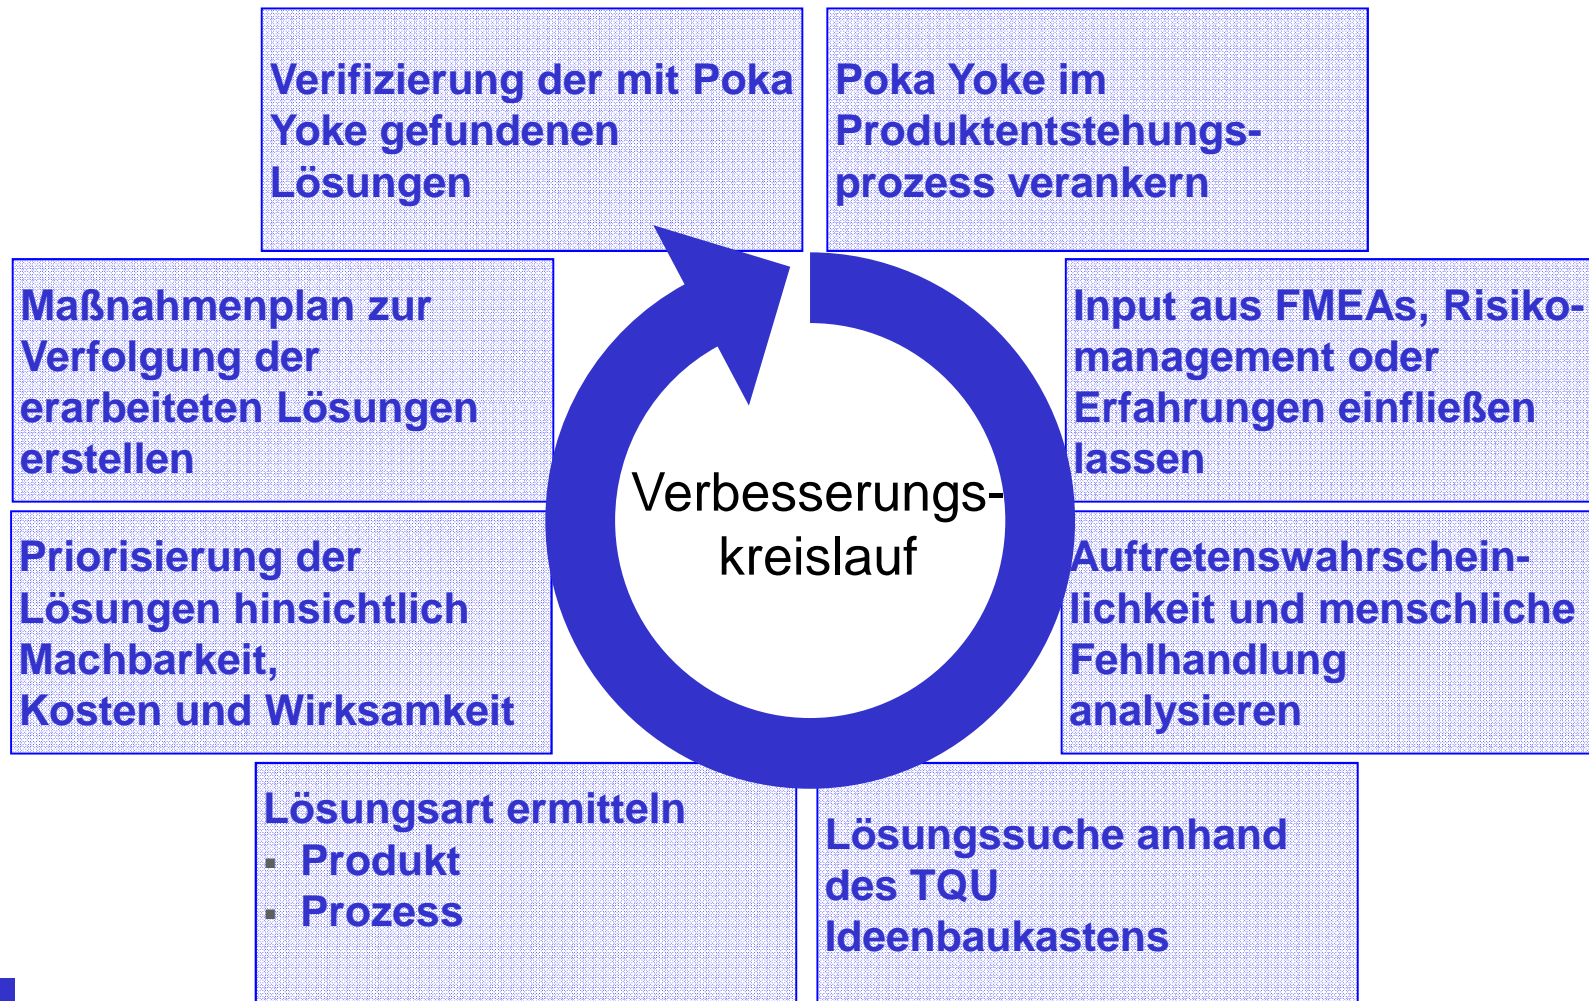 Verifizierung der mit Poka
Yoke gefundenen
Lösungen
Poka Yoke im
Produktentstehungs-
prozess verankern
Input aus FMEAs, Risiko-
management oder
Erfahrungen einfließen
lassen
Auftretenswahrschein-
lichkeit und menschliche
Fehlhandlung
analysieren
Lösungssuche anhand
des TQU
Ideenbaukastens
Lösungsart ermitteln
▪ Produkt
▪ Prozess
Priorisierung der
Lösungen hinsichtlich
Machbarkeit,
Kosten und Wirksamkeit
Maßnahmenplan zur
Verfolgung der
erarbeiteten Lösungen
erstellen
Verbesserungs-
kreislauf